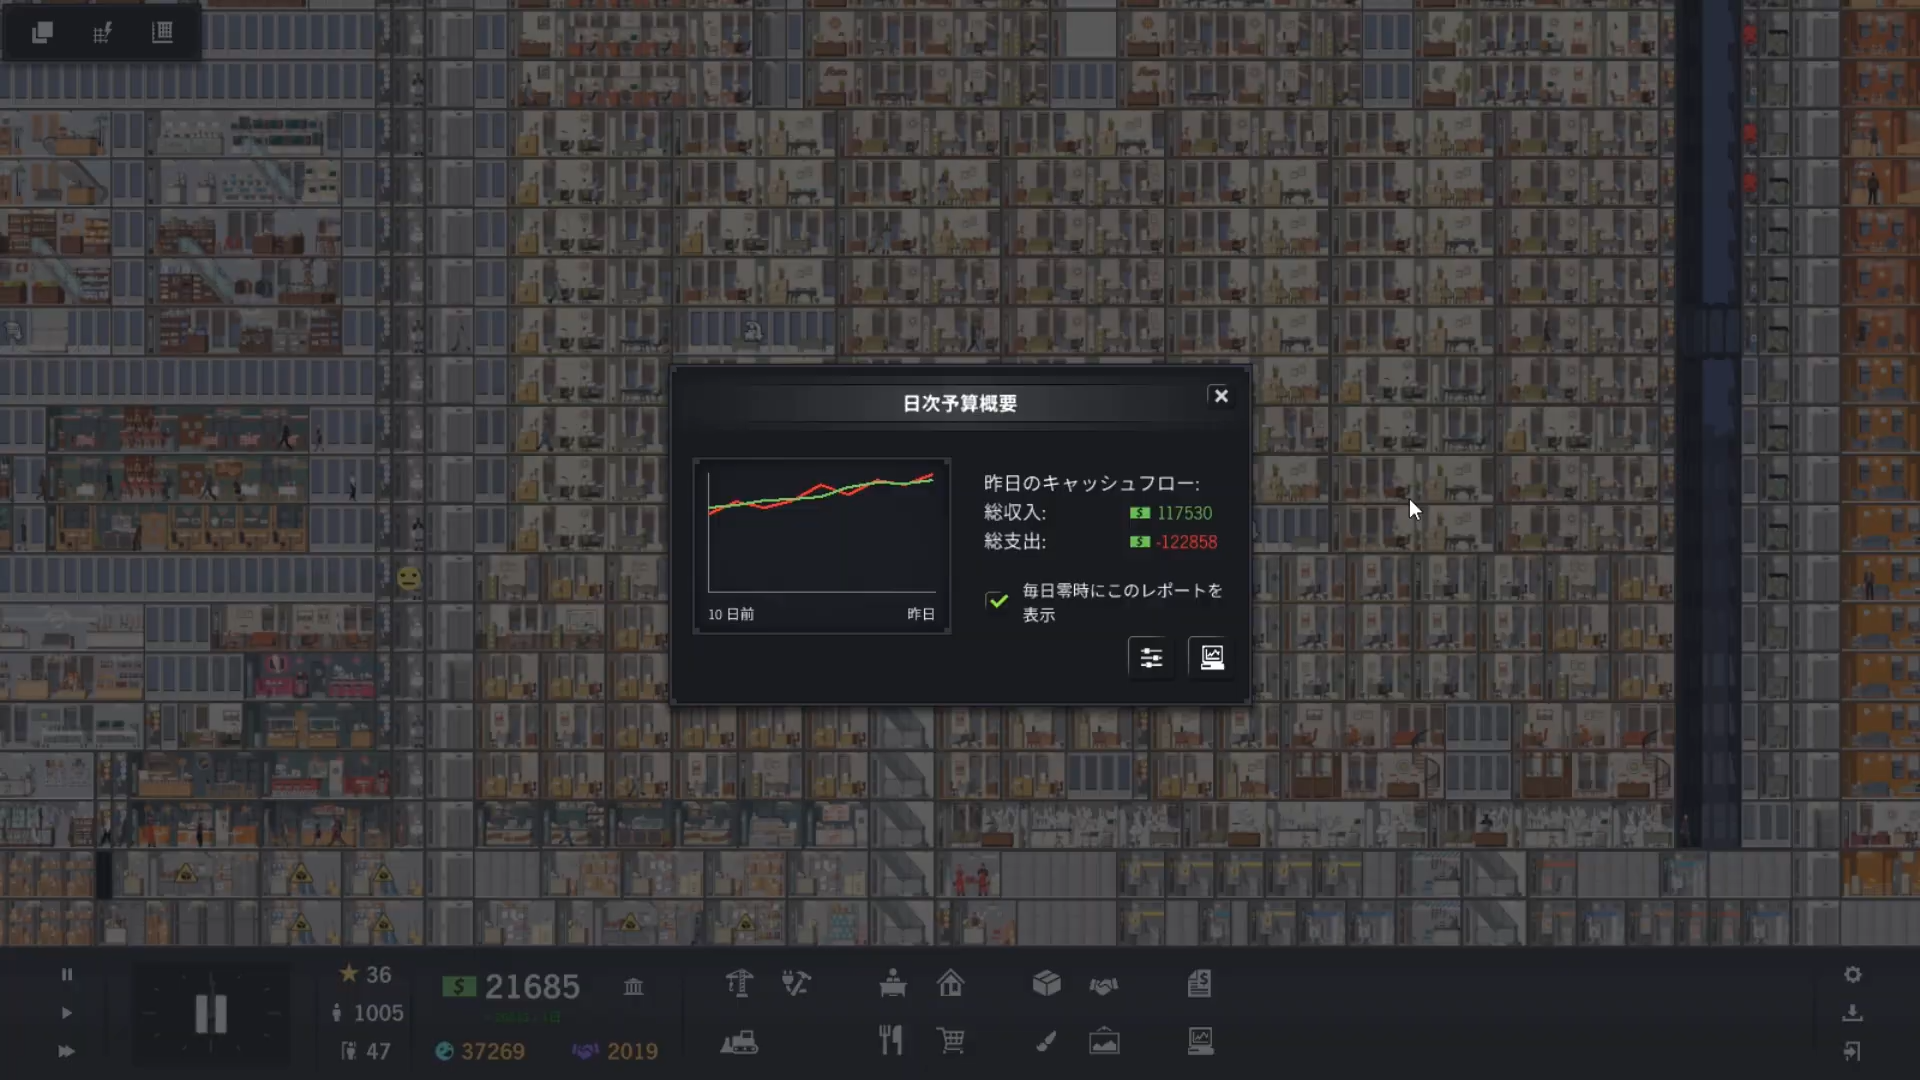 日次予算概要
昨日のキャッシュフロー:
総収入: $ 117530
総支出: $ -122858
10 日前 昨日
毎日零時にこのレポートを
表示
36
$ 21685
1005
47
37269
2019